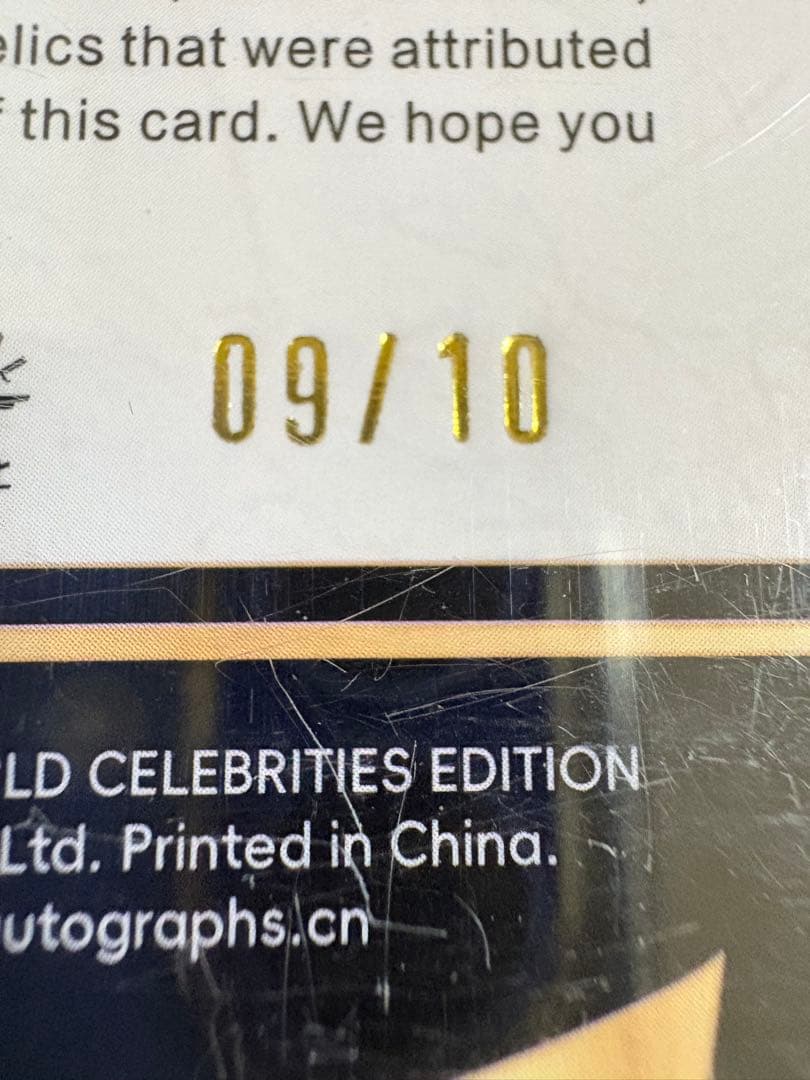 elics that were attributed
this card. We hope you
09/10
LD CELEBRITIES EDITION
Ltd. Printed in China.
utographs.cn